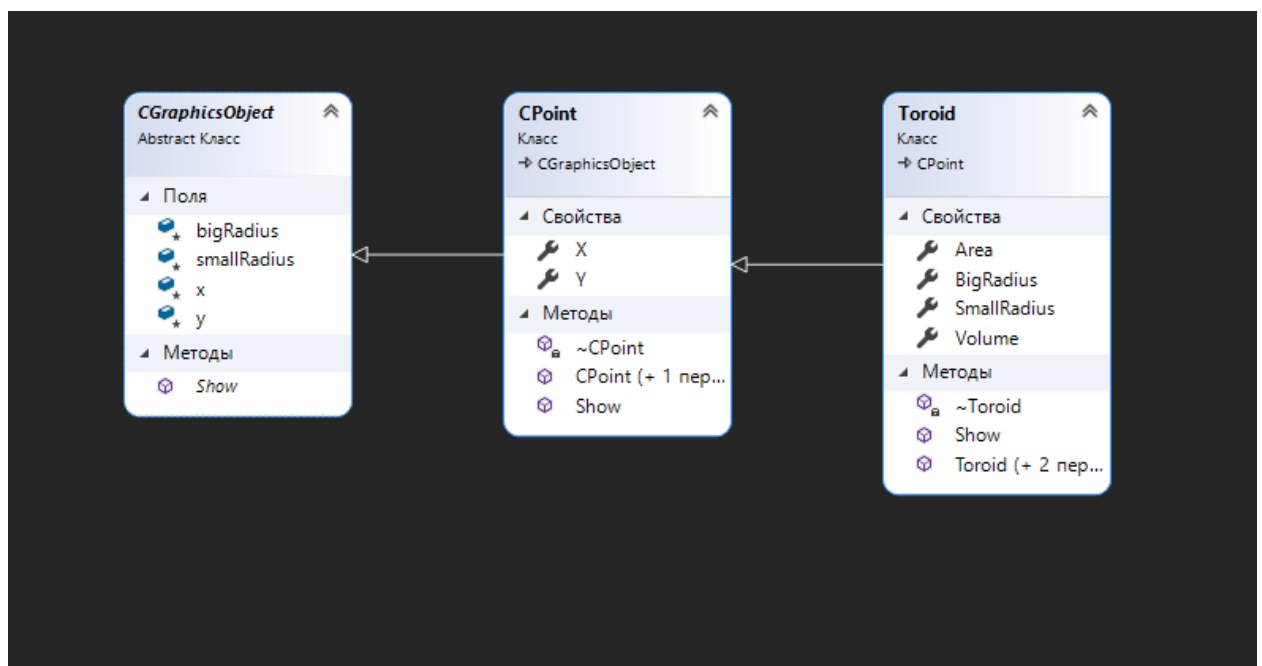 CGraphicsObject
Abstract Класс
Поля
bigRadius
smallRadius
x
y
Методы
Show
CPoint
Класс
CGraphicsObject
Свойства
X
Y
Методы
~CPoint
CPoint (+ 1 пер...
Show
Toroid
Класс
CPoint
Свойства
Area
BigRadius
SmallRadius
Volume
Методы
~Toroid
Show
Toroid (+ 2 пер...